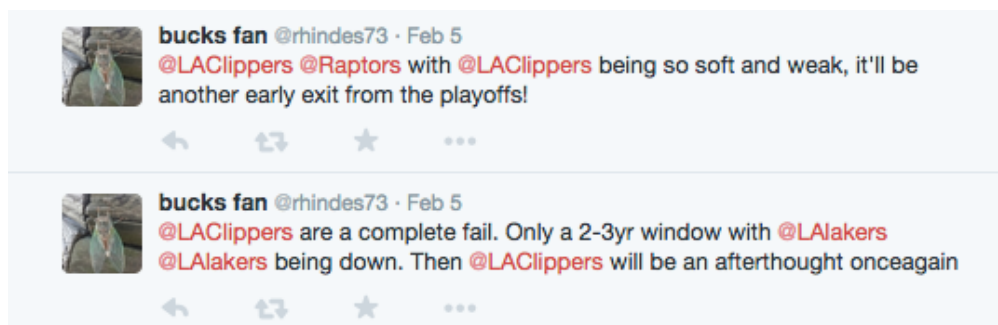 bucks fan @rhindes73 · Feb 5
@LAClippers @Raptors with @LAClippers being so soft and weak, it'll be
another early exit from the playoffs!
bucks fan @rhindes73 · Feb 5
@LAClippers are a complete fail. Only a 2-3yr window with @LAlakers
@LAlakers being down. Then @LAClippers will be an afterthought onceagain